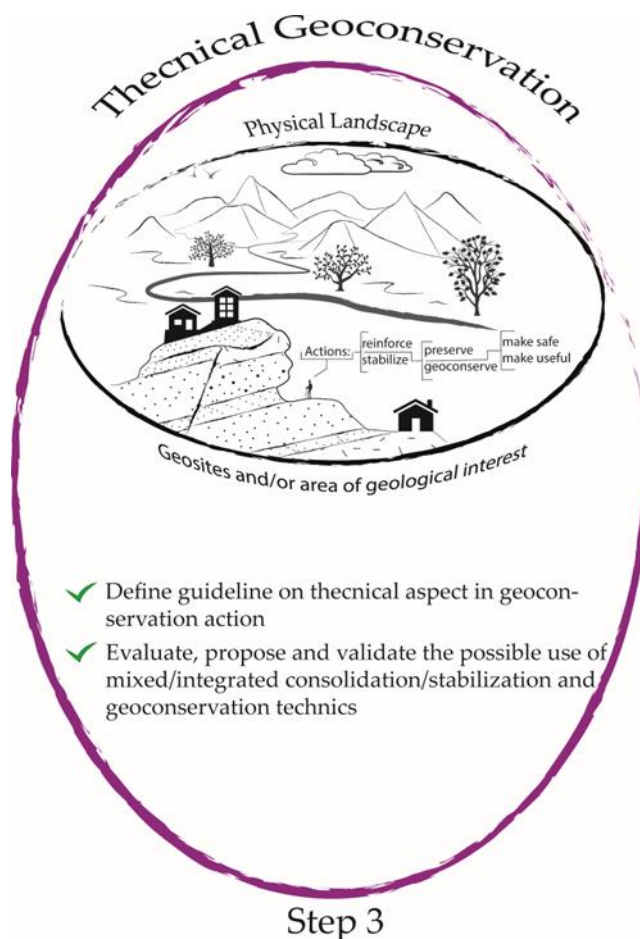 Thecnical Geoconservation
Physical Landscape
Actions:
reinforce
stabilize
preserve
geoconserve
make safe
make useful
Geosites and/or area of geological interest
Define guideline on thecnical aspect in geocon-
servation action
Evaluate, propose and validate the possible use of
mixed/integrated consolidation/stabilization and
geoconservation technics
Step 3